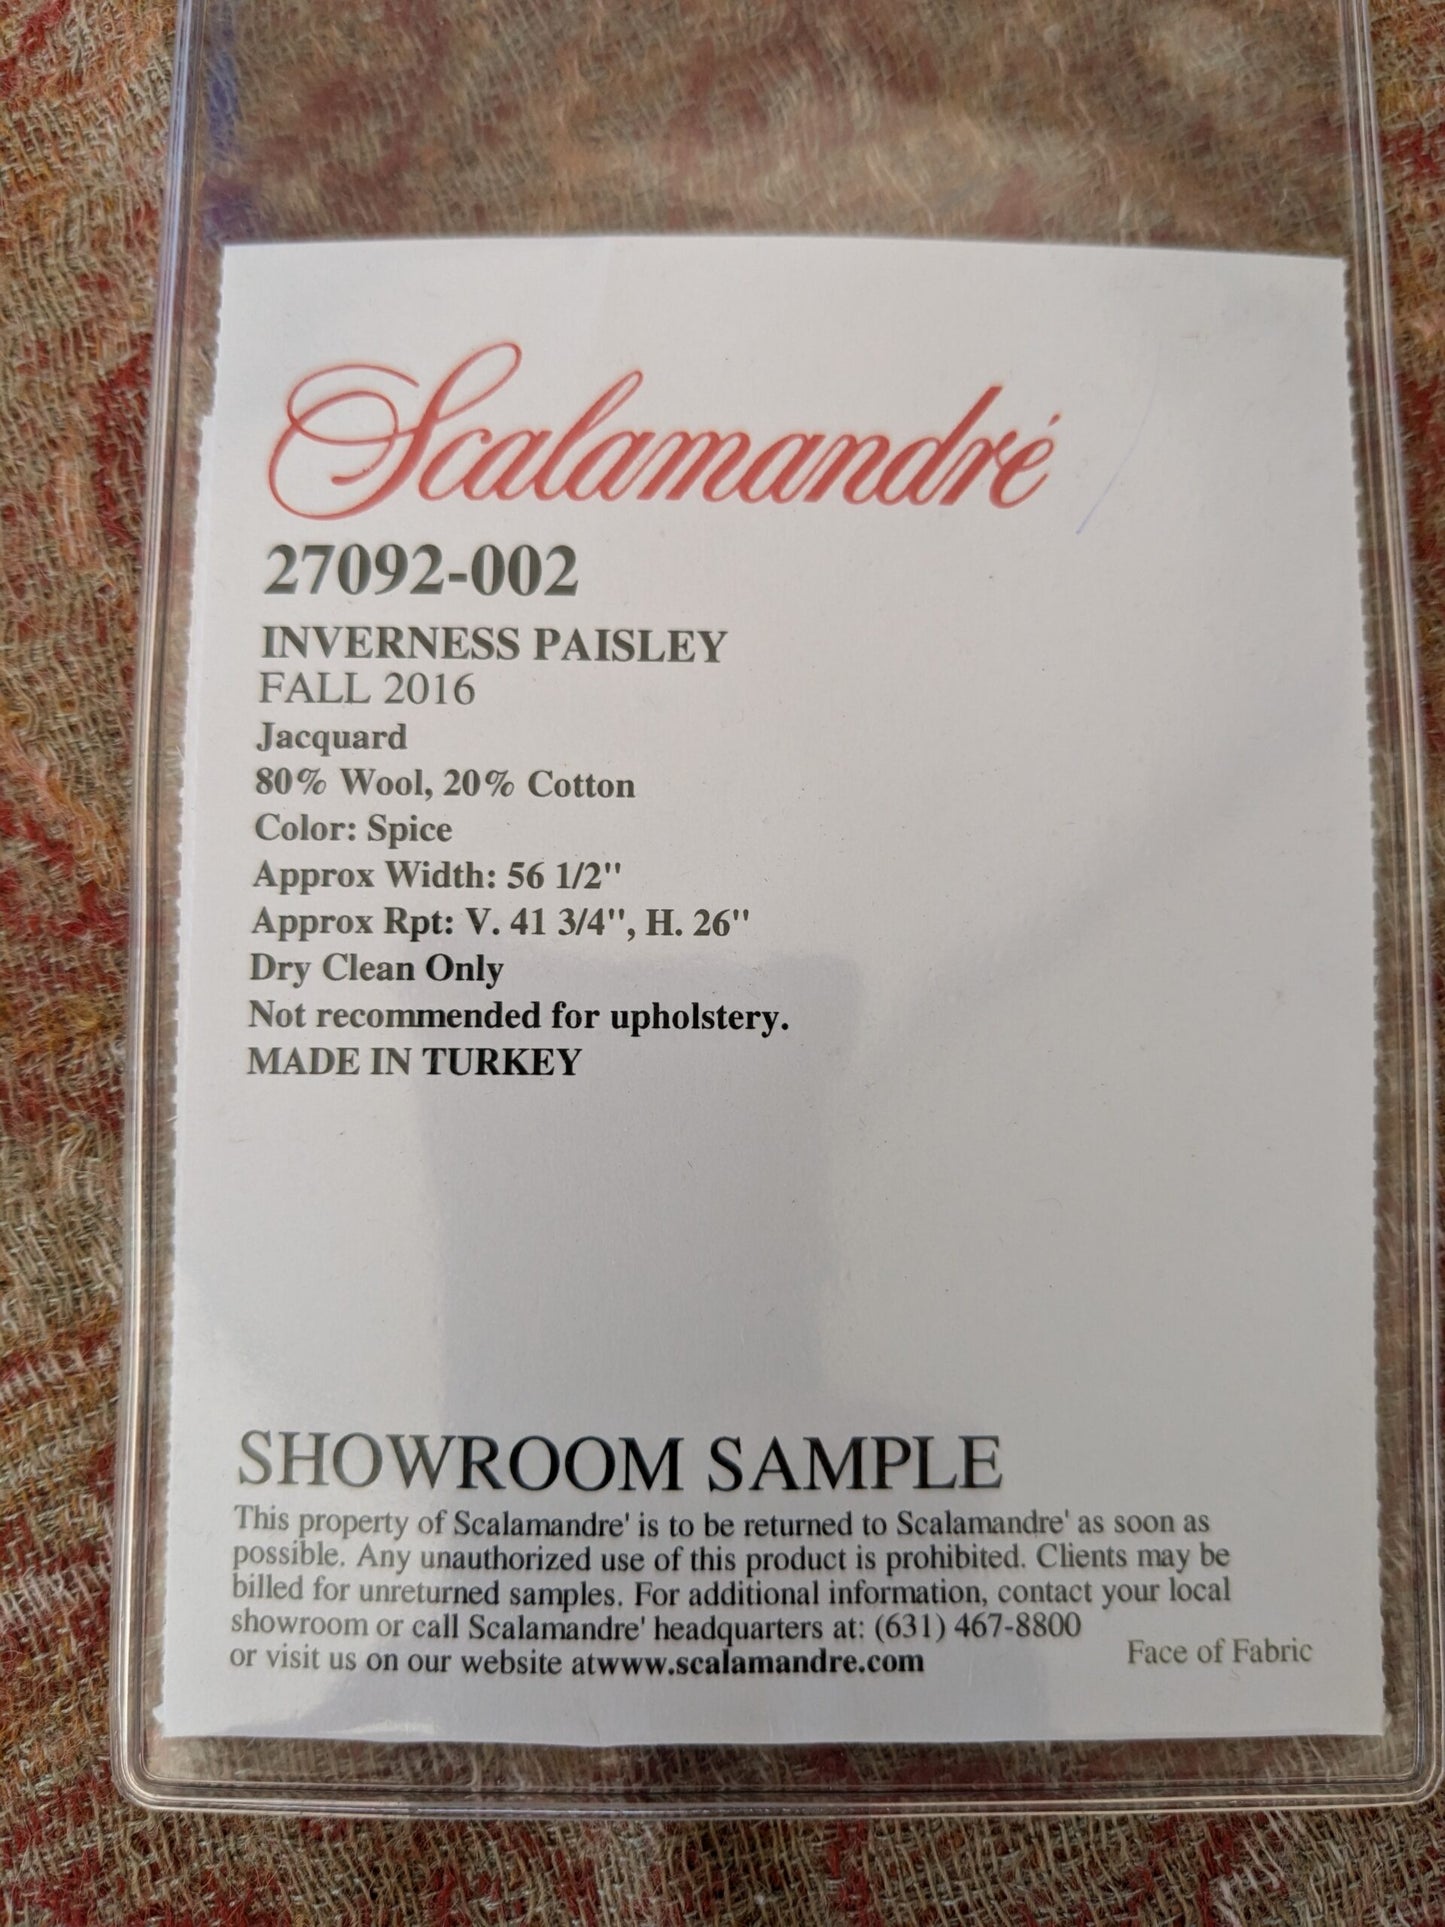 Scalamandré
27092-002
INVERNESS PAISLEY
FALL 2016
Jacquard
80% Wool, 20% Cotton
Color: Spice
Approx Width: 56 1/2"
Approx Rpt: V. 41 3/4", H. 26"
Dry Clean Only
Not recommended for upholstery.
MADE IN TURKEY
SHOWROOM SAMPLE
This property of Scalamandre' is to be returned to Scalamandre' as soon as
possible. Any unauthorized use of this product is prohibited. Clients may be
billed for unreturned samples. For additional information, contact your local
showroom or call Scalamandre' headquarters at: (631) 467-8800
or visit us on our website atwww.scalamandre.com
Face of Fabric